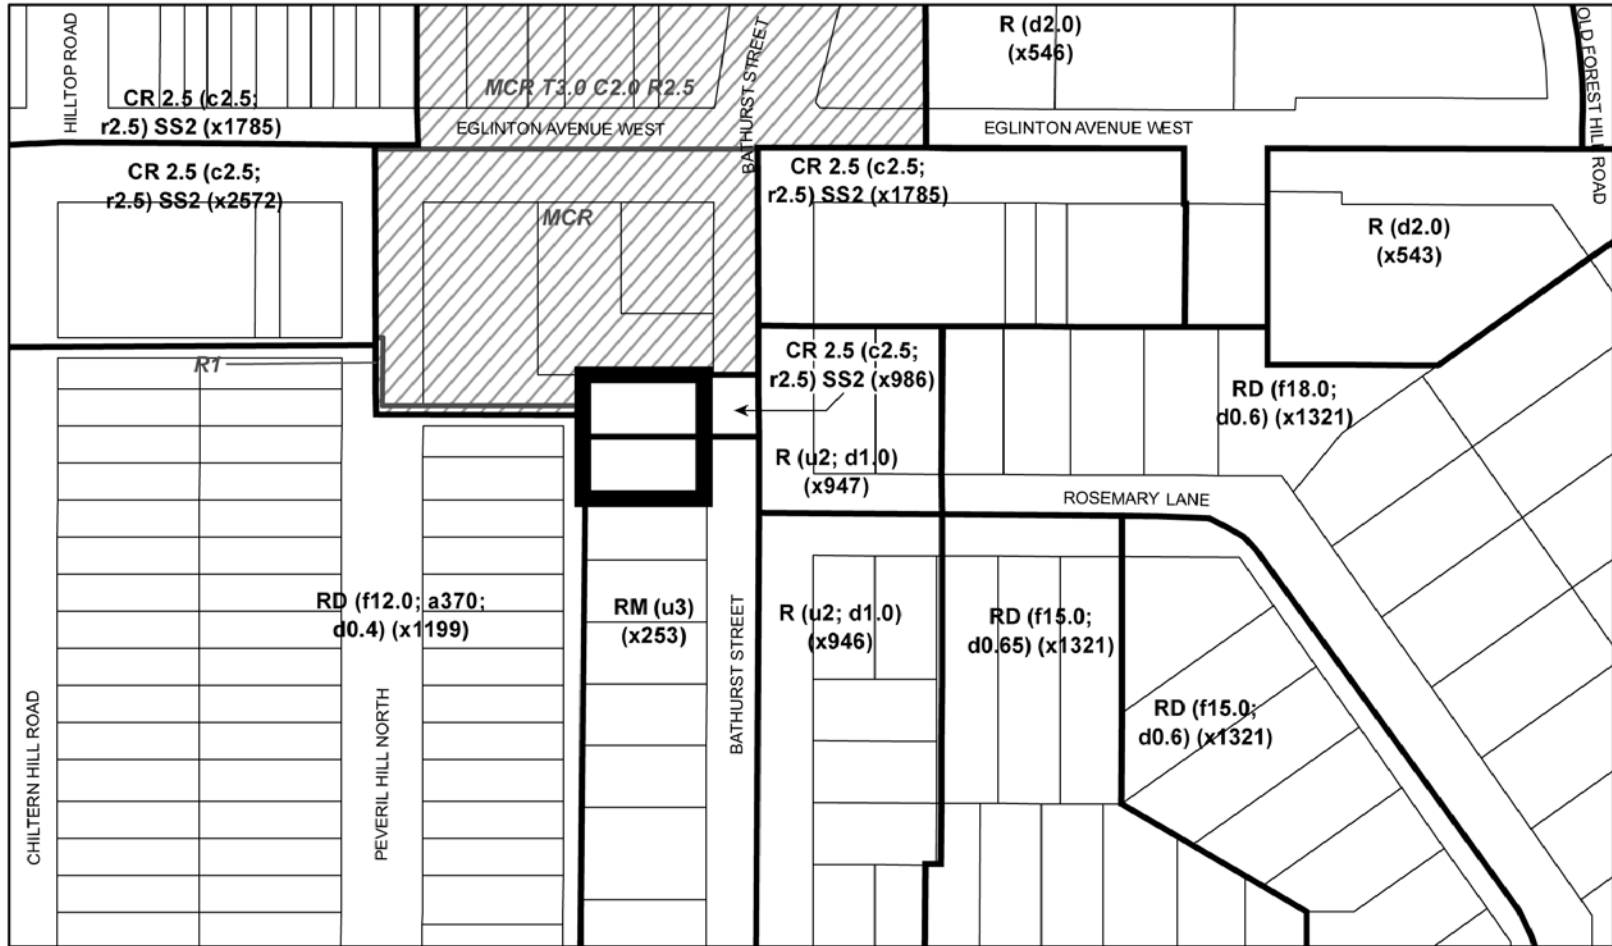 HILLTOP ROAD
CR 2.5 (c2.5;
r2.5) SS2 (x1785)
MCR T3.0 C2.0 R2.5
BATHURST STREET
R (d2.0)
(x546)
OLD FOREST HILL ROAD
EGLINTON AVENUE WEST
EGLINTON AVENUE WEST
CR 2.5 (c2.5;
r2.5) SS2 (x2572)
MCR
CR 2.5 (c2.5;
r2.5) SS2 (x1785)
R (d2.0)
(x543)
R1
CR 2.5 (c2.5;
r2.5) SS2 (x986)
RD (f18.0;
d0.6) (x1321)
R (u2; d1.0)
(x947)
ROSEMARY LANE
RD (f12.0; a370;
d0.4) (x1199)
RM (u3)
(x253)
BATHURST STREET
R (u2; d1.0)
(x946)
RD (f15.0;
d0.65) (x1321)
RD (f15.0;
d0.6) (x1321)
CHILTERN HILL ROAD
PEVERIL HILL NORTH